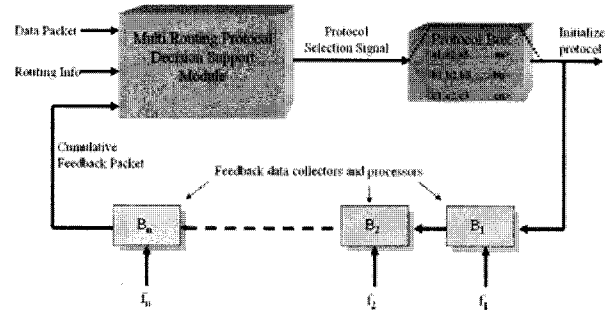 Data Packet
Routing Info
Multi Routing Protocol
Decision Support
Module
Protocol
Selection Signal
Protocol Box
Initialize
protocol
Cumulative
Feedback Packet
Feedback data collectors and processors
Bₙ
B₂
B₁
fₙ
f₂
f₁